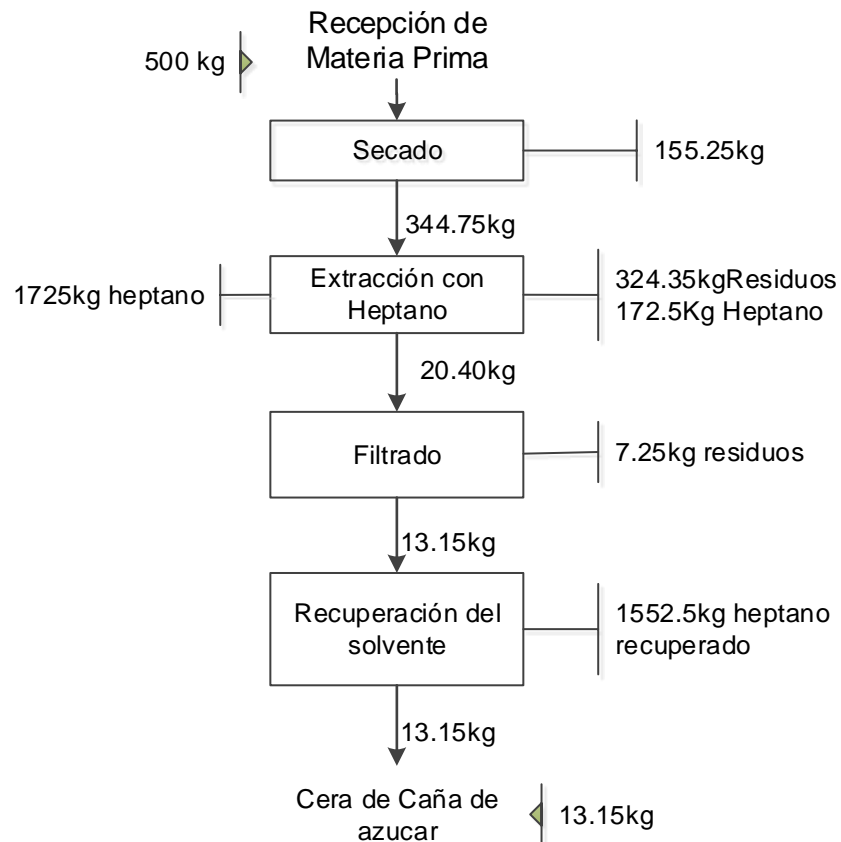 Recepción de
Materia Prima
500 kg
Secado
155.25kg
344.75kg
1725kg heptano
Extracción con
Heptano
324.35kgResiduos
172.5Kg Heptano
20.40kg
Filtrado
7.25kg residuos
13.15kg
Recuperación del
solvente
1552.5kg heptano
recuperado
13.15kg
Cera de Caña de
azucar
13.15kg